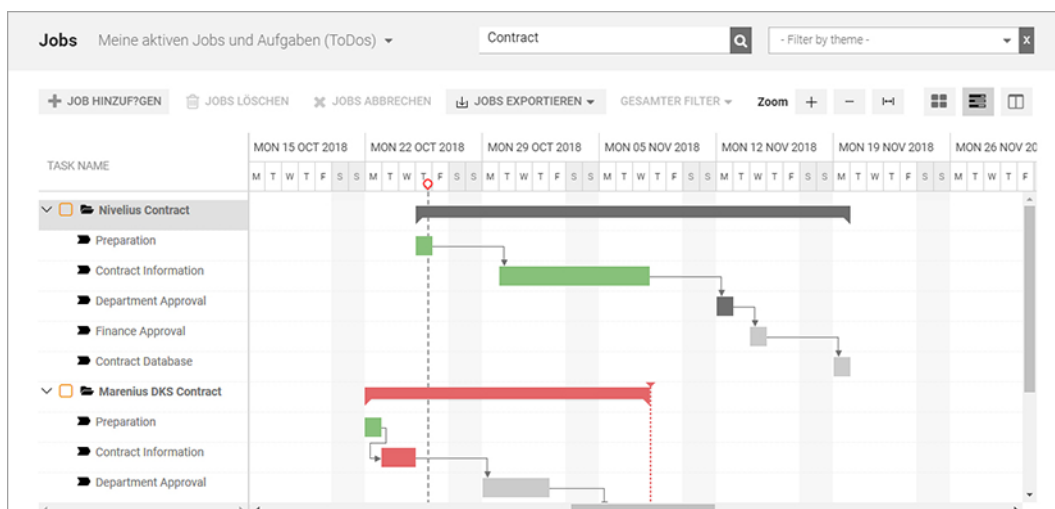 Jobs Meine aktiven Jobs und Aufgaben (ToDos) Contract - Filter by theme - x
JOB HINZUF?GEN JOBS LÖSCHEN JOBS ABBRECHEN JOBS EXPORTIEREN GESAMTER FILTER Zoom
TASK NAME
MON 15 OCT 2018 MON 22 OCT 2018 MON 29 OCT 2018 MON 05 NOV 2018 MON 12 NOV 2018 MON 19 NOV 2018 MON 26 NOV 20
M T W T F S S M T W T F S S M T W T F S S M T W T F S S M T W T F S S M T W T F S S M T W T F
Nivelius Contract
Preparation
Contract Information
Department Approval
Finance Approval
Contract Database
Marenius DKS Contract
Preparation
Contract Information
Department Approval